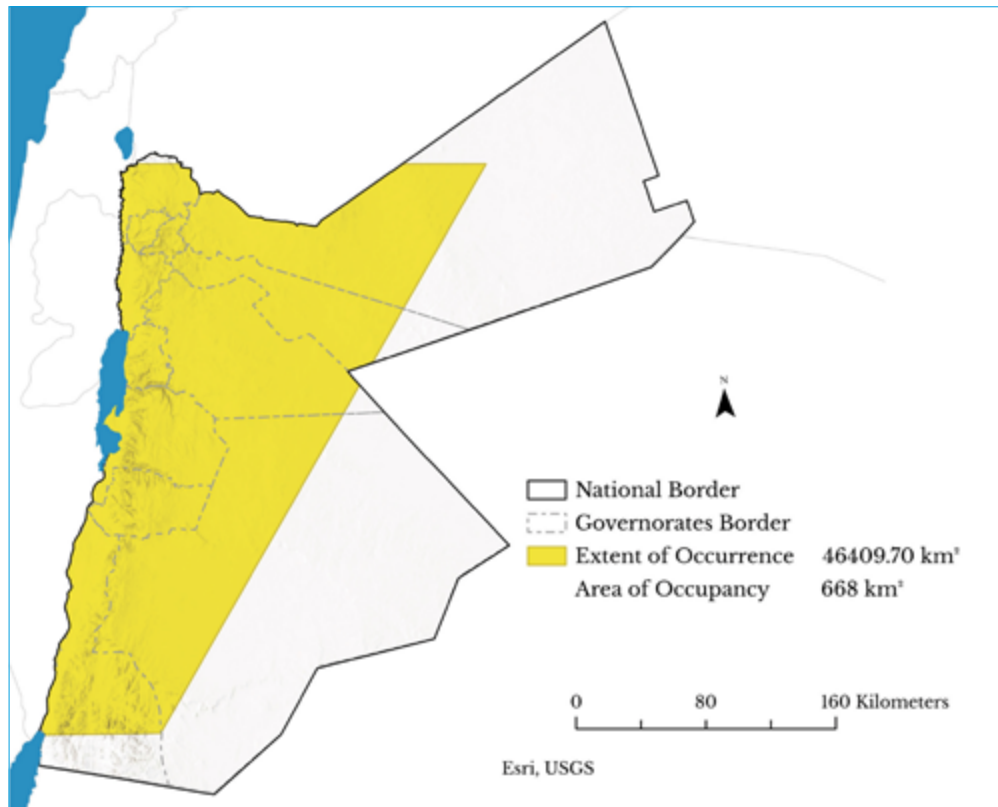 N
National Border
Governorates Border
Extent of Occurrence 46409.70 km²
Area of Occupancy 668 km²
0 80 160 Kilometers
Esri, USGS